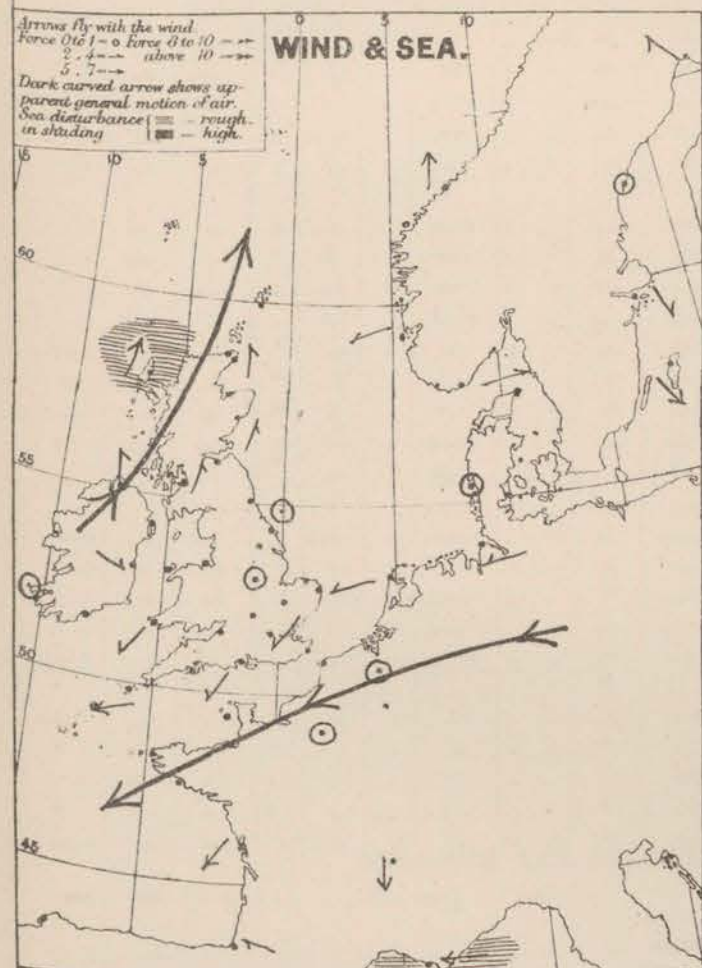 Arrows fly with the wind.
Force 0 to 1 = o Force 8 to 10 =
2 . 4 = above 10 =
5 . 7 =
Dark curved arrow shows ap-
parent general motion of air.
Sea disturbance = rough.
in shading = high.
WIND & SEA.
15 10 5 0 5 10
60
55
50
45